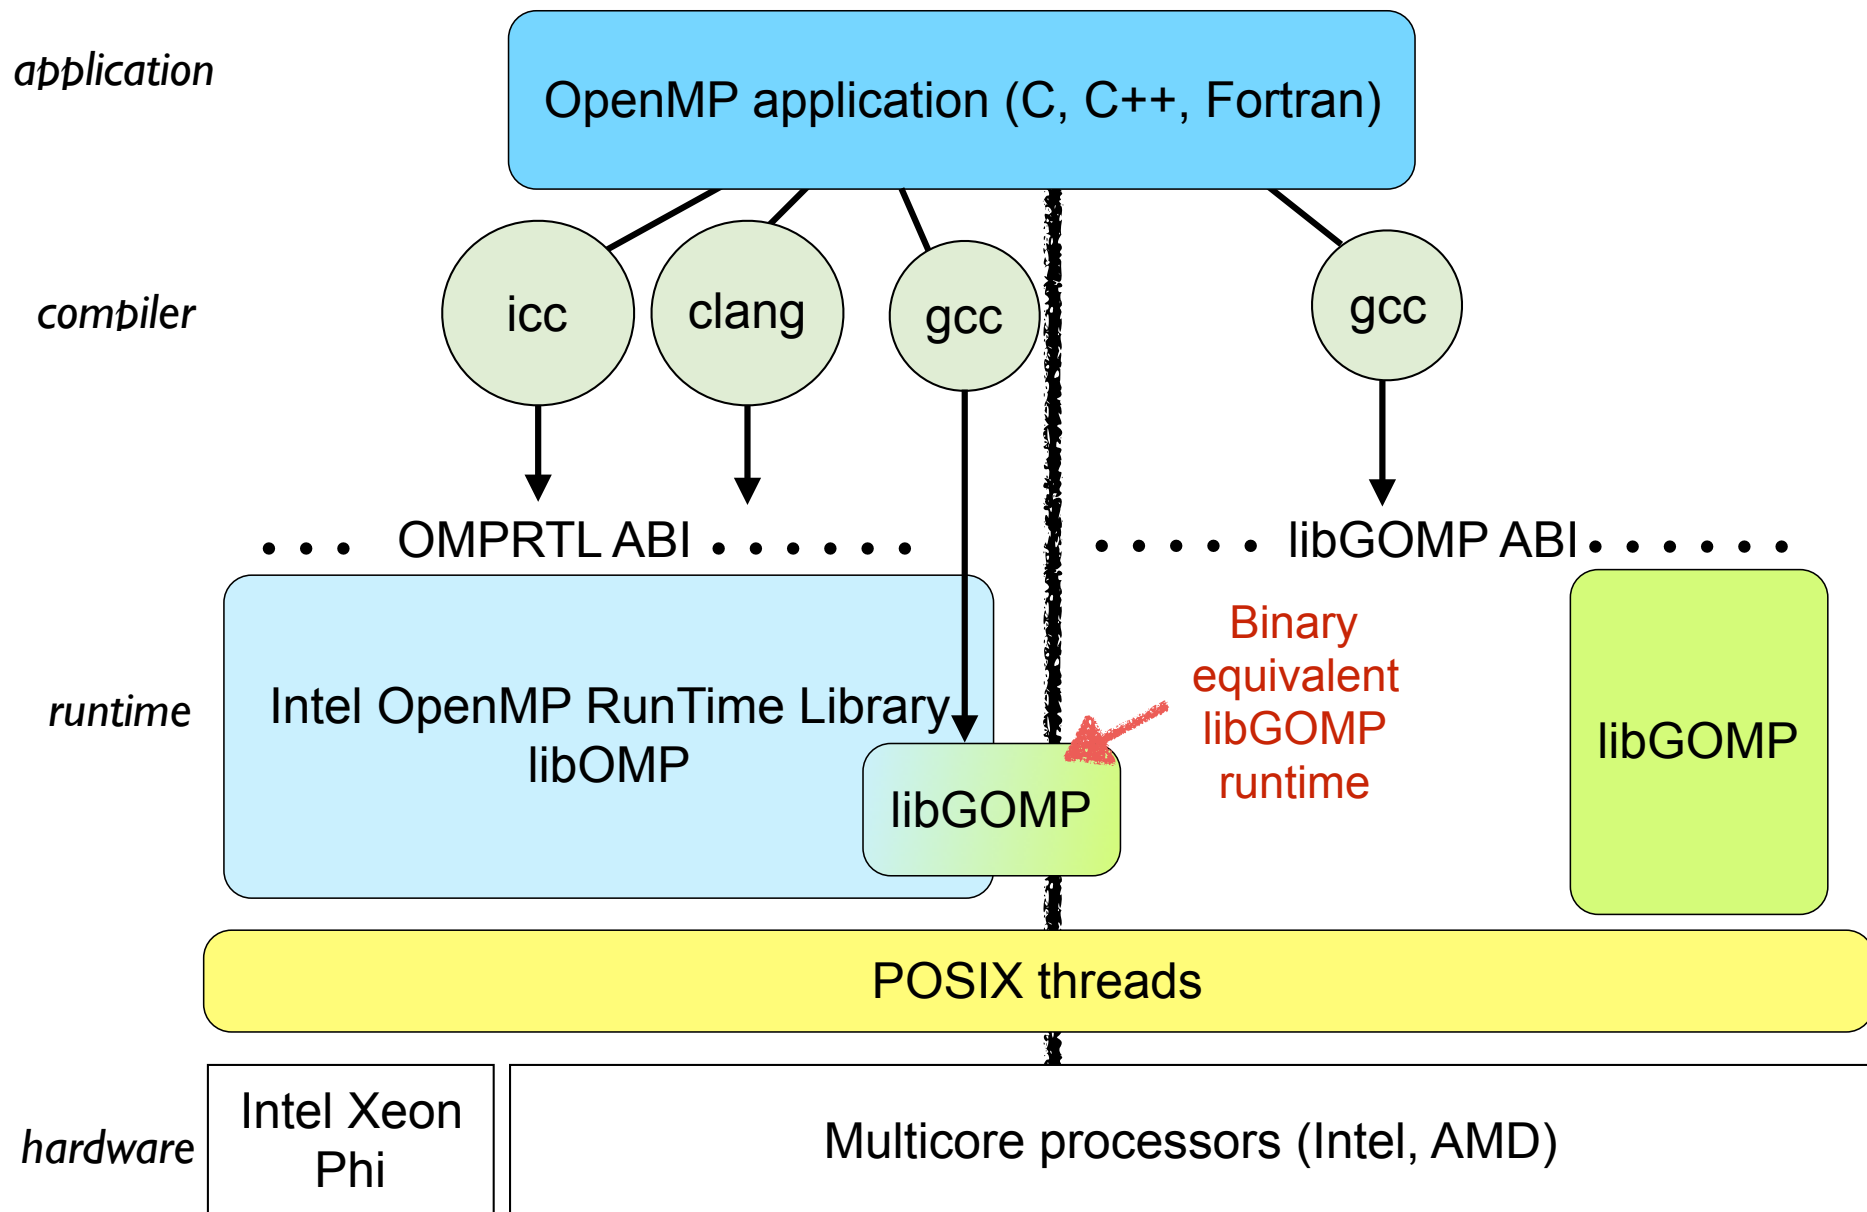 application
OpenMP application (C, C++, Fortran)
compiler
icc
clang
gcc
gcc
OMPRTL ABI
libGOMP ABI
runtime
Intel OpenMP RunTime Library
libOMP
libGOMP
Binary
equivalent
libGOMP
runtime
libGOMP
POSIX threads
hardware
Intel Xeon
Phi
Multicore processors (Intel, AMD)